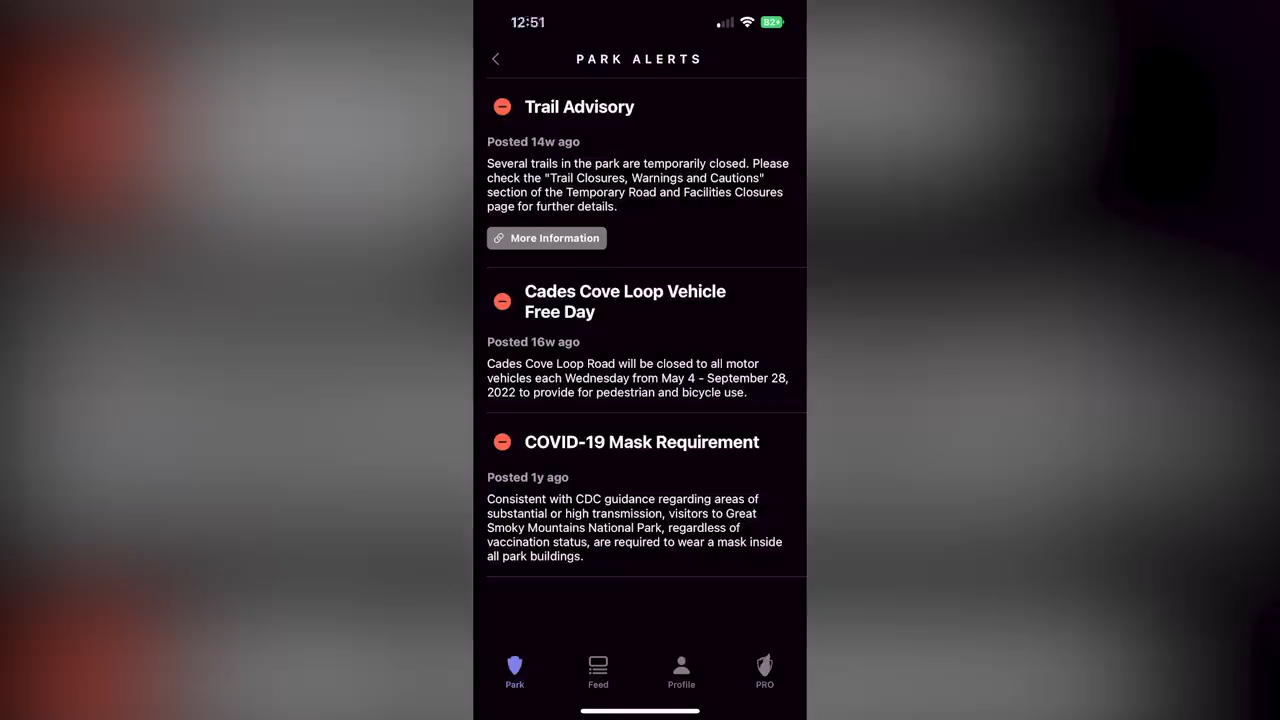 12:51
82+
PARK ALERTS
Trail Advisory
Posted 14w ago
Several trails in the park are temporarily closed. Please
check the "Trail Closures, Warnings and Cautions"
section of the Temporary Road and Facilities Closures
page for further details.
More Information
Cades Cove Loop Vehicle
Free Day
Posted 16w ago
Cades Cove Loop Road will be closed to all motor
vehicles each Wednesday from May 4 - September 28,
2022 to provide for pedestrian and bicycle use.
COVID-19 Mask Requirement
Posted 1y ago
Consistent with CDC guidance regarding areas of
substantial or high transmission, visitors to Great
Smoky Mountains National Park, regardless of
vaccination status, are required to wear a mask inside
all park buildings.
Park
Feed
Profile
PRO